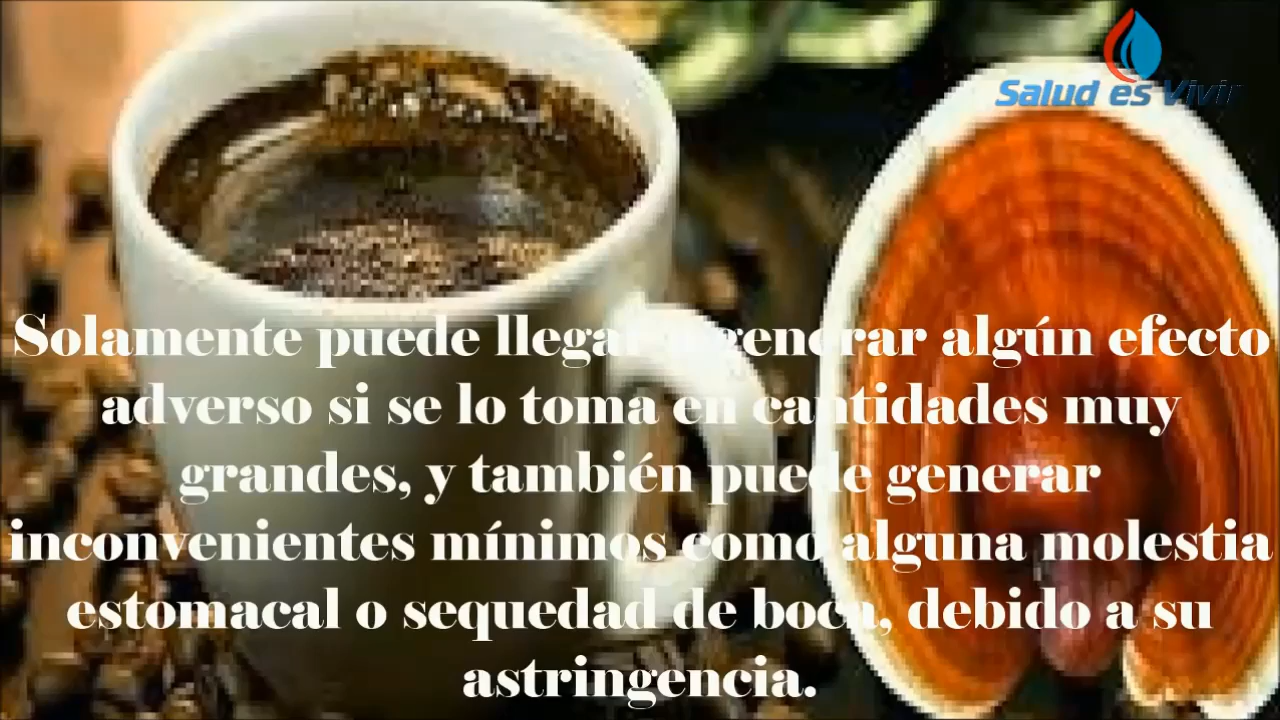 Salud es Vivir
Solamente puede llegar a generar algún efecto
adverso si se lo toma en cantidades muy
grandes, y también puede generar
inconvenientes mínimos como alguna molestia
estomacal o sequedad de boca, debido a su
astringencia.